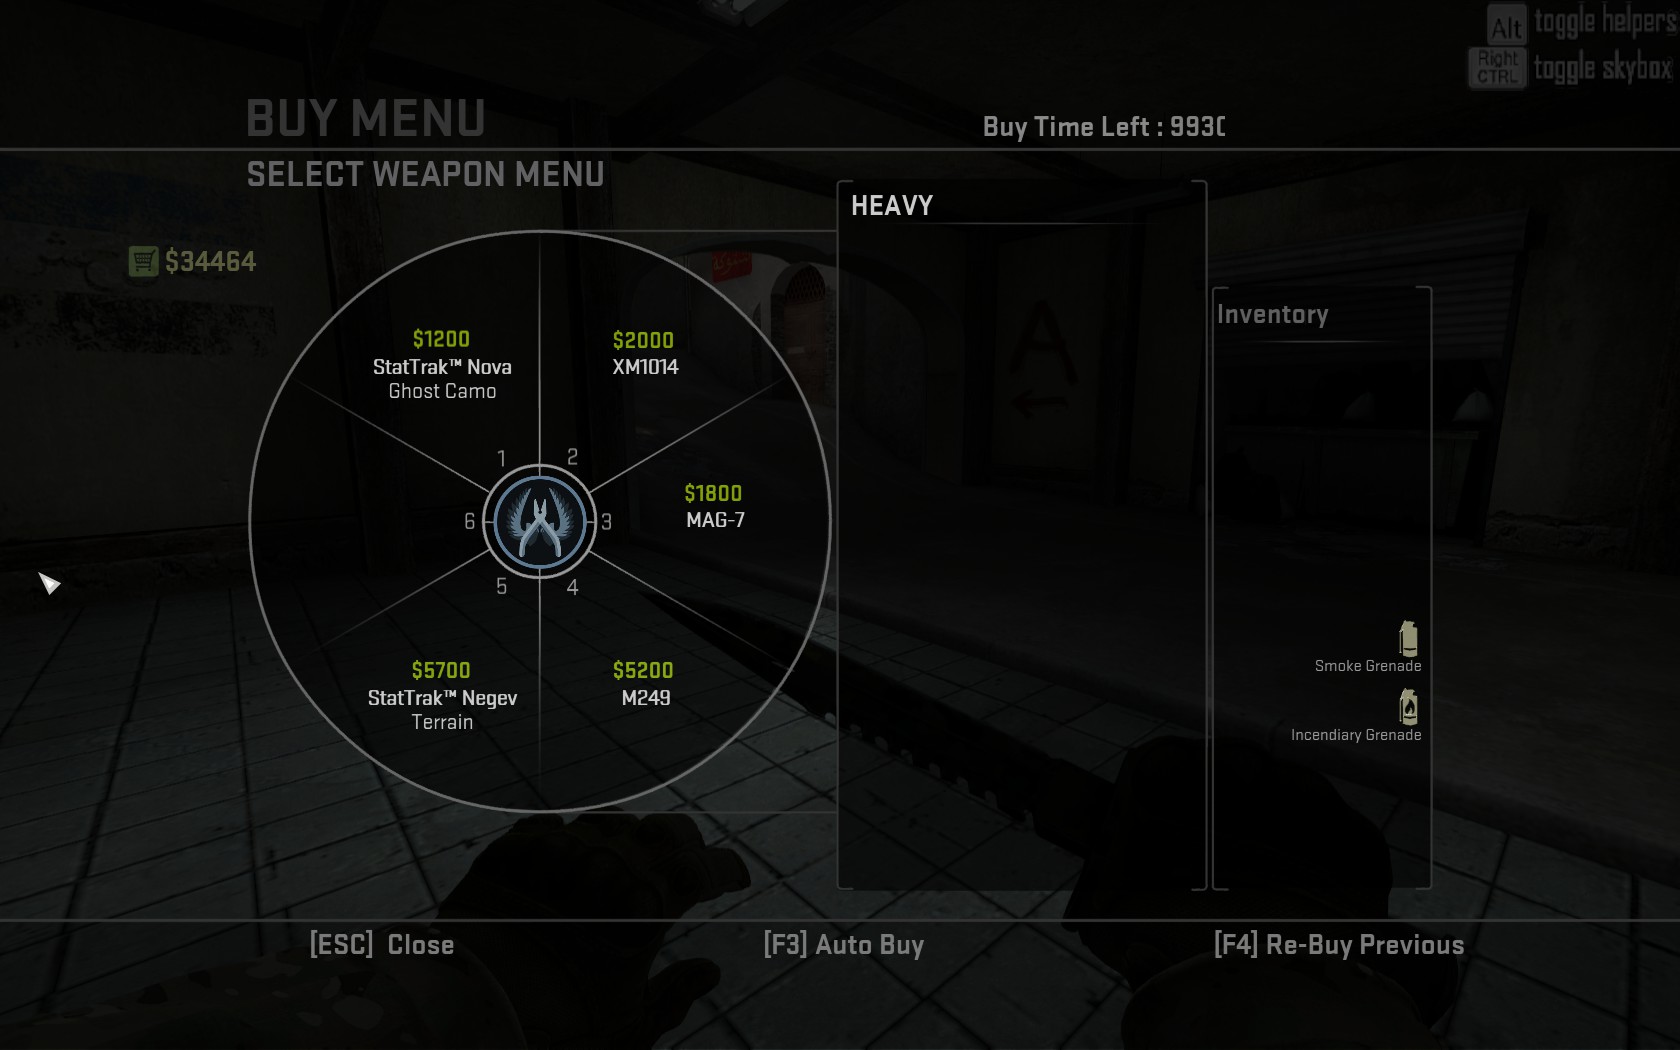 Alt toggle helpers
Right CTRL toggle skybox
BUY MENU
Buy Time Left : 993
SELECT WEAPON MENU
HEAVY
$34464
Inventory
$1200
StatTrak™ Nova
Ghost Camo
$2000
XM1014
A
1
2
$1800
MAG-7
6
3
5
4
$5700
StatTrak™ Negev
Terrain
$5200
M249
Smoke Grenade
Incendiary Grenade
[ESC] Close
[F3] Auto Buy
[F4] Re-Buy Previous